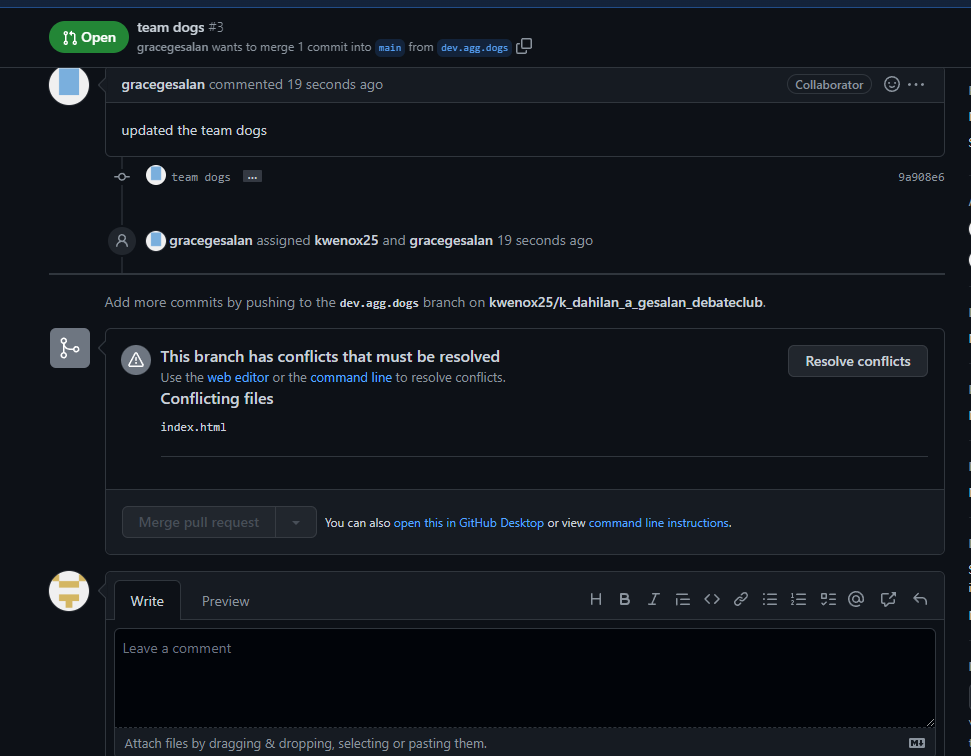 Open
team dogs #3
gracegesalan wants to merge 1 commit into main from dev.agg.dogs
gracegesalan commented 19 seconds ago
Collaborator
updated the team dogs
team dogs ...
9a908e6
gracegesalan assigned kwenox25 and gracegesalan 19 seconds ago
Add more commits by pushing to the dev.agg.dogs branch on kwenox25/k_dahilan_a_gesalan_debateclub.
This branch has conflicts that must be resolved
Resolve conflicts
Use the web editor or the command line to resolve conflicts.
Conflicting files
index.html
Merge pull request
You can also open this in GitHub Desktop or view command line instructions.
Write
Preview
Leave a comment
Attach files by dragging & dropping, selecting or pasting them.